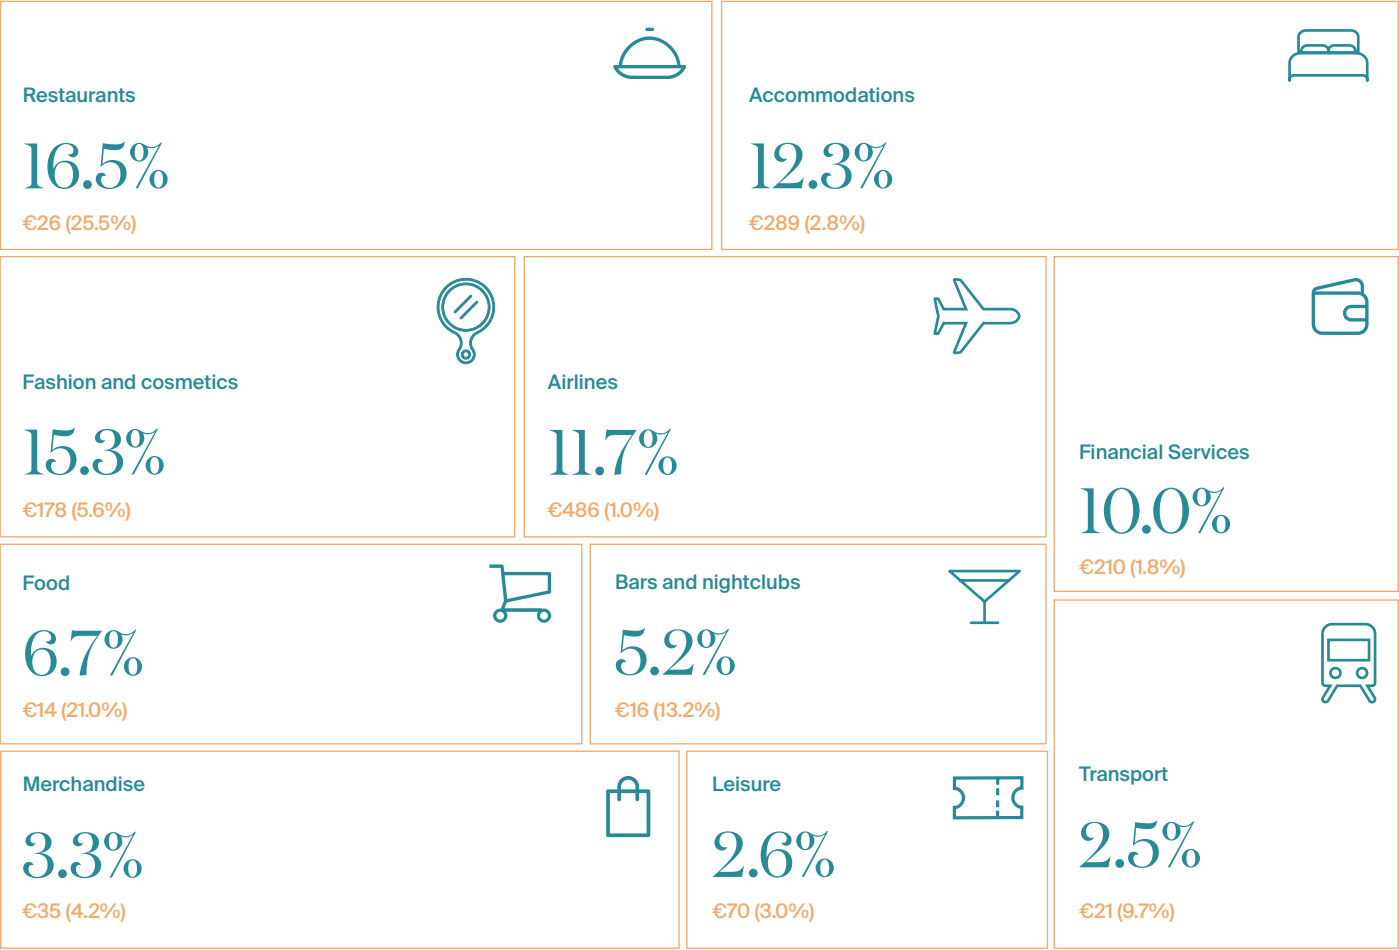 Restaurants
16.5%
€26 (25.5%)
Accommodations
12.3%
€289 (2.8%)
Fashion and cosmetics
15.3%
€178 (5.6%)
Airlines
11.7%
€486 (1.0%)
Financial Services
10.0%
€210 (1.8%)
Food
6.7%
€14 (21.0%)
Bars and nightclubs
5.2%
€16 (13.2%)
Transport
2.5%
€21 (9.7%)
Merchandise
3.3%
€35 (4.2%)
Leisure
2.6%
€70 (3.0%)